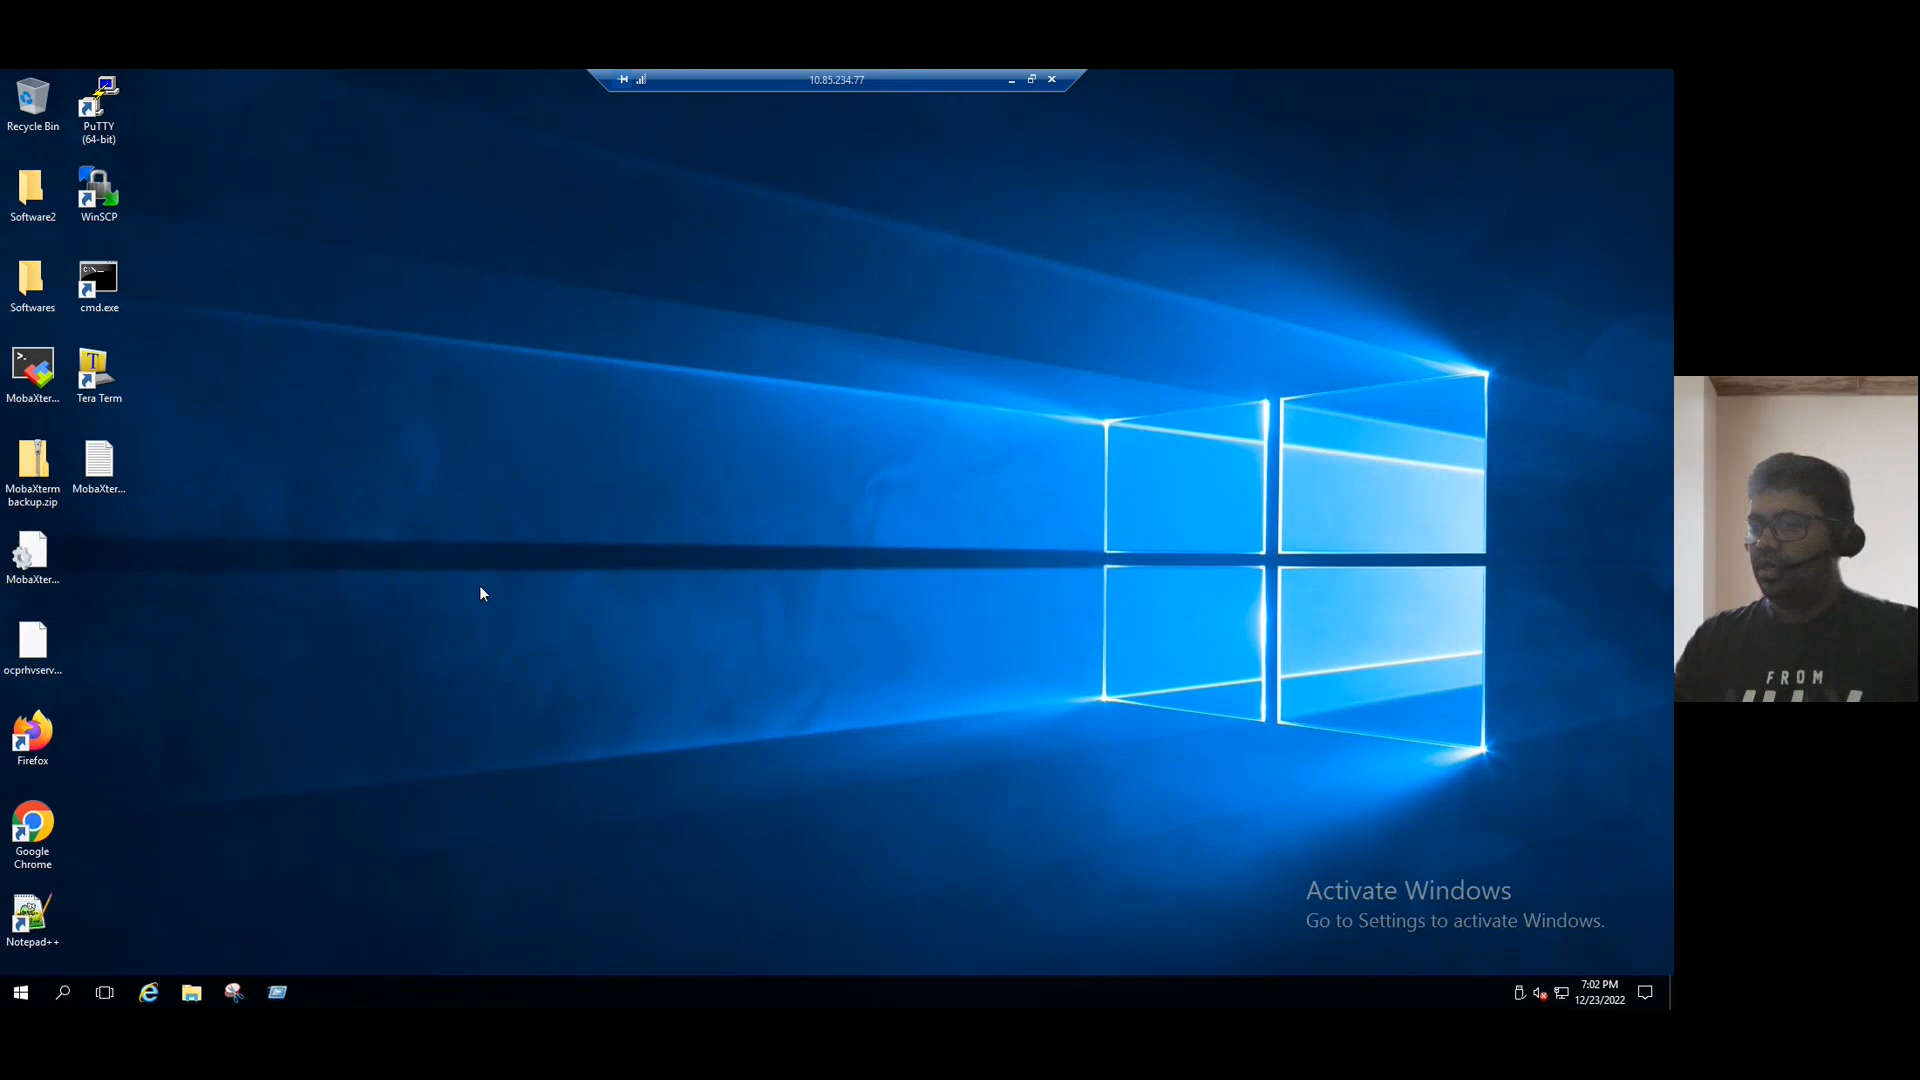 10.85.234.77
Recycle Bin
PuTTY
(64-bit)
Software2
WinSCP
Softwares
cmd.exe
MobaXter...
Tera Term
MobaXterm
backup.zip
MobaXter...
MobaXter...
ocprhvserv...
Firefox
Google
Chrome
Notepad++
Activate Windows
Go to Settings to activate Windows.
7:02 PM
12/23/2022
FROM